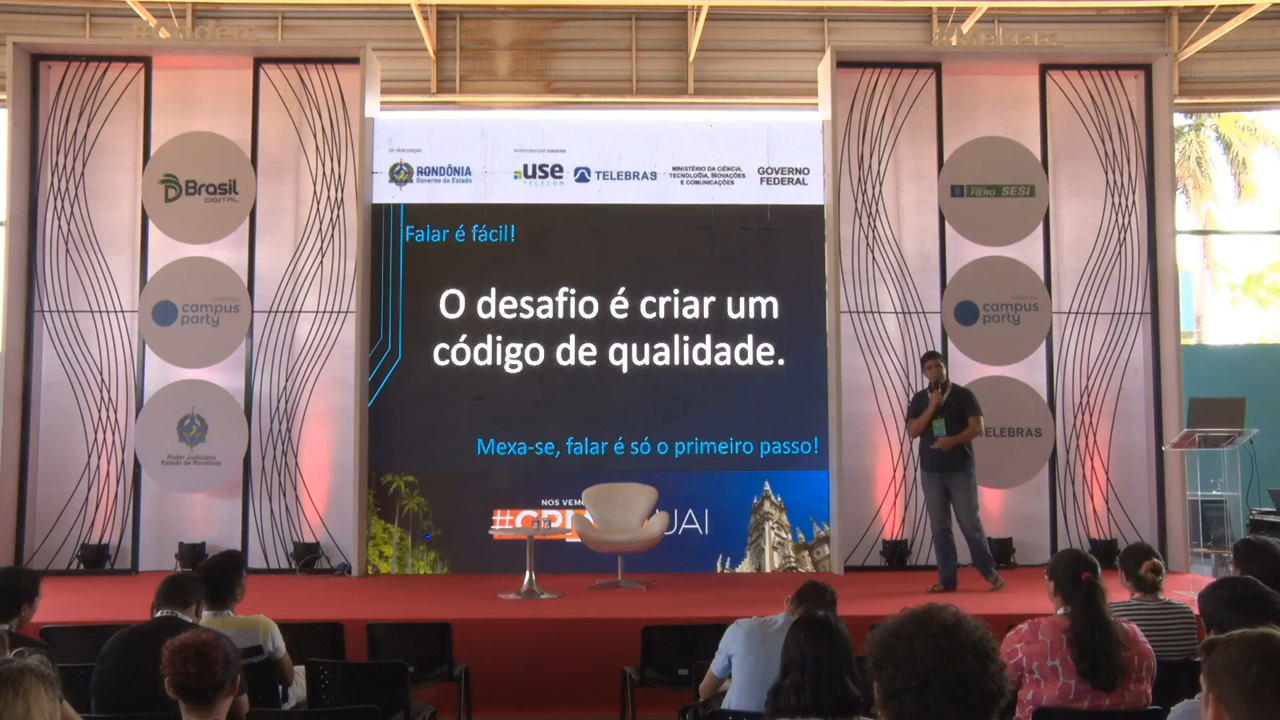 RONDÔNIA
Governo do Estado
use
TELECOM
TELEBRAS
MINISTÉRIO DA CIÊNCIA,
TECNOLOGIA, INOVAÇÕES
E COMUNICAÇÕES
GOVERNO
FEDERAL
Falar é fácil!
O desafio é criar um
código de qualidade.
Mexa-se, falar é só o primeiro passo!
NOS VEMO
UAI
Brasil
DIGITAL
campus
party
Poder Judiciário
Estado de Rondônia
FIERO SESI
campus
party
TELEBRAS